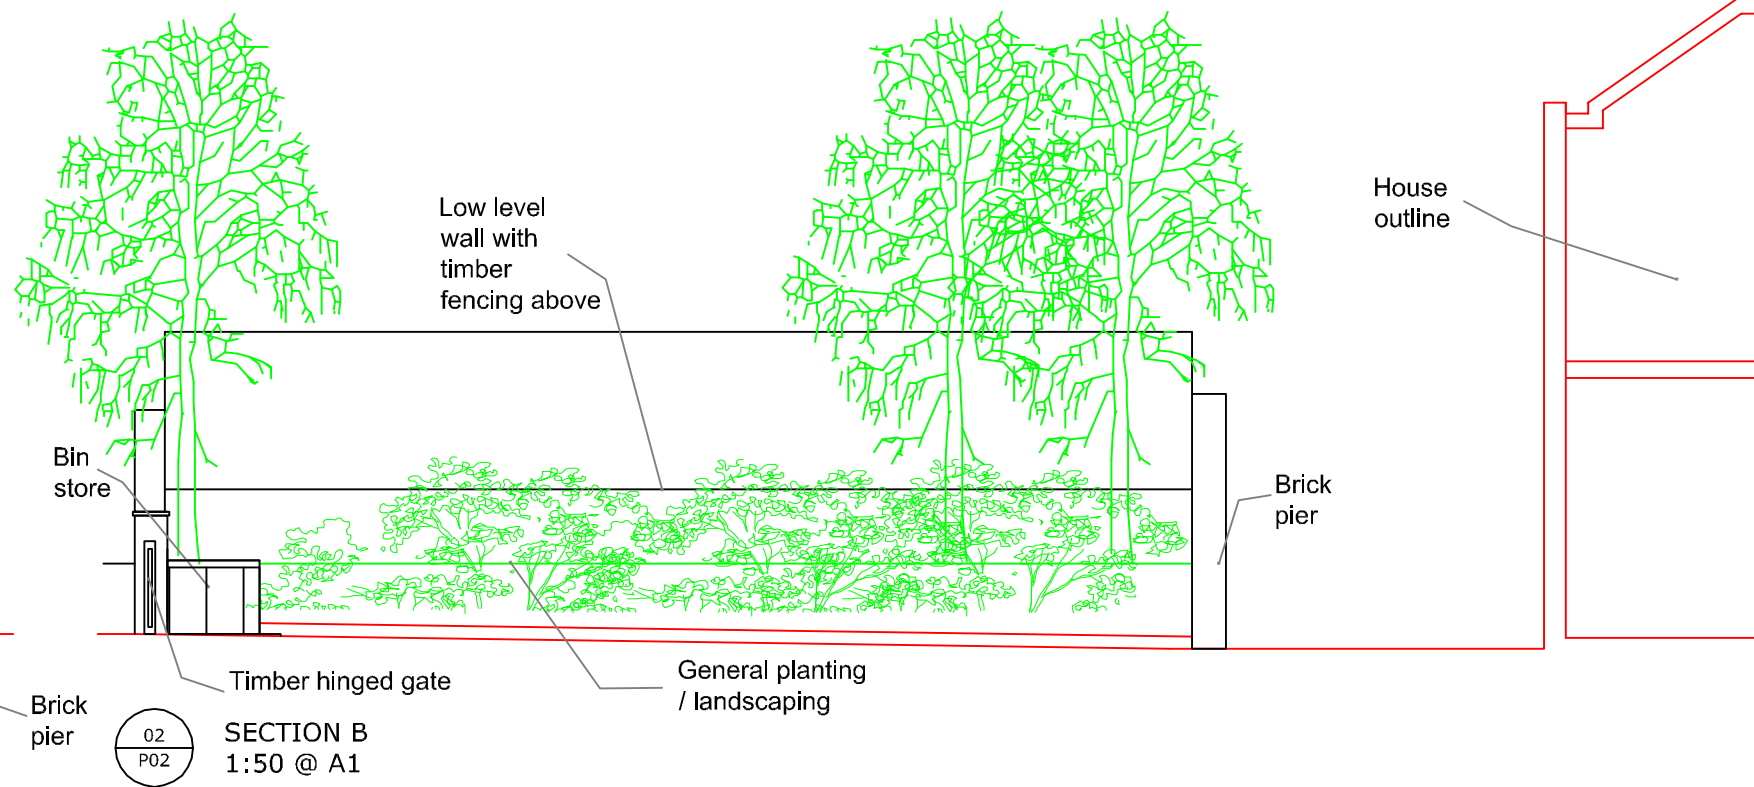 Low level
wall with
timber
fencing above
House
outline
Bin
store
Brick
pier
Timber hinged gate
General planting
/ landscaping
Brick
pier
02
P02
SECTION B
1:50 @ A1